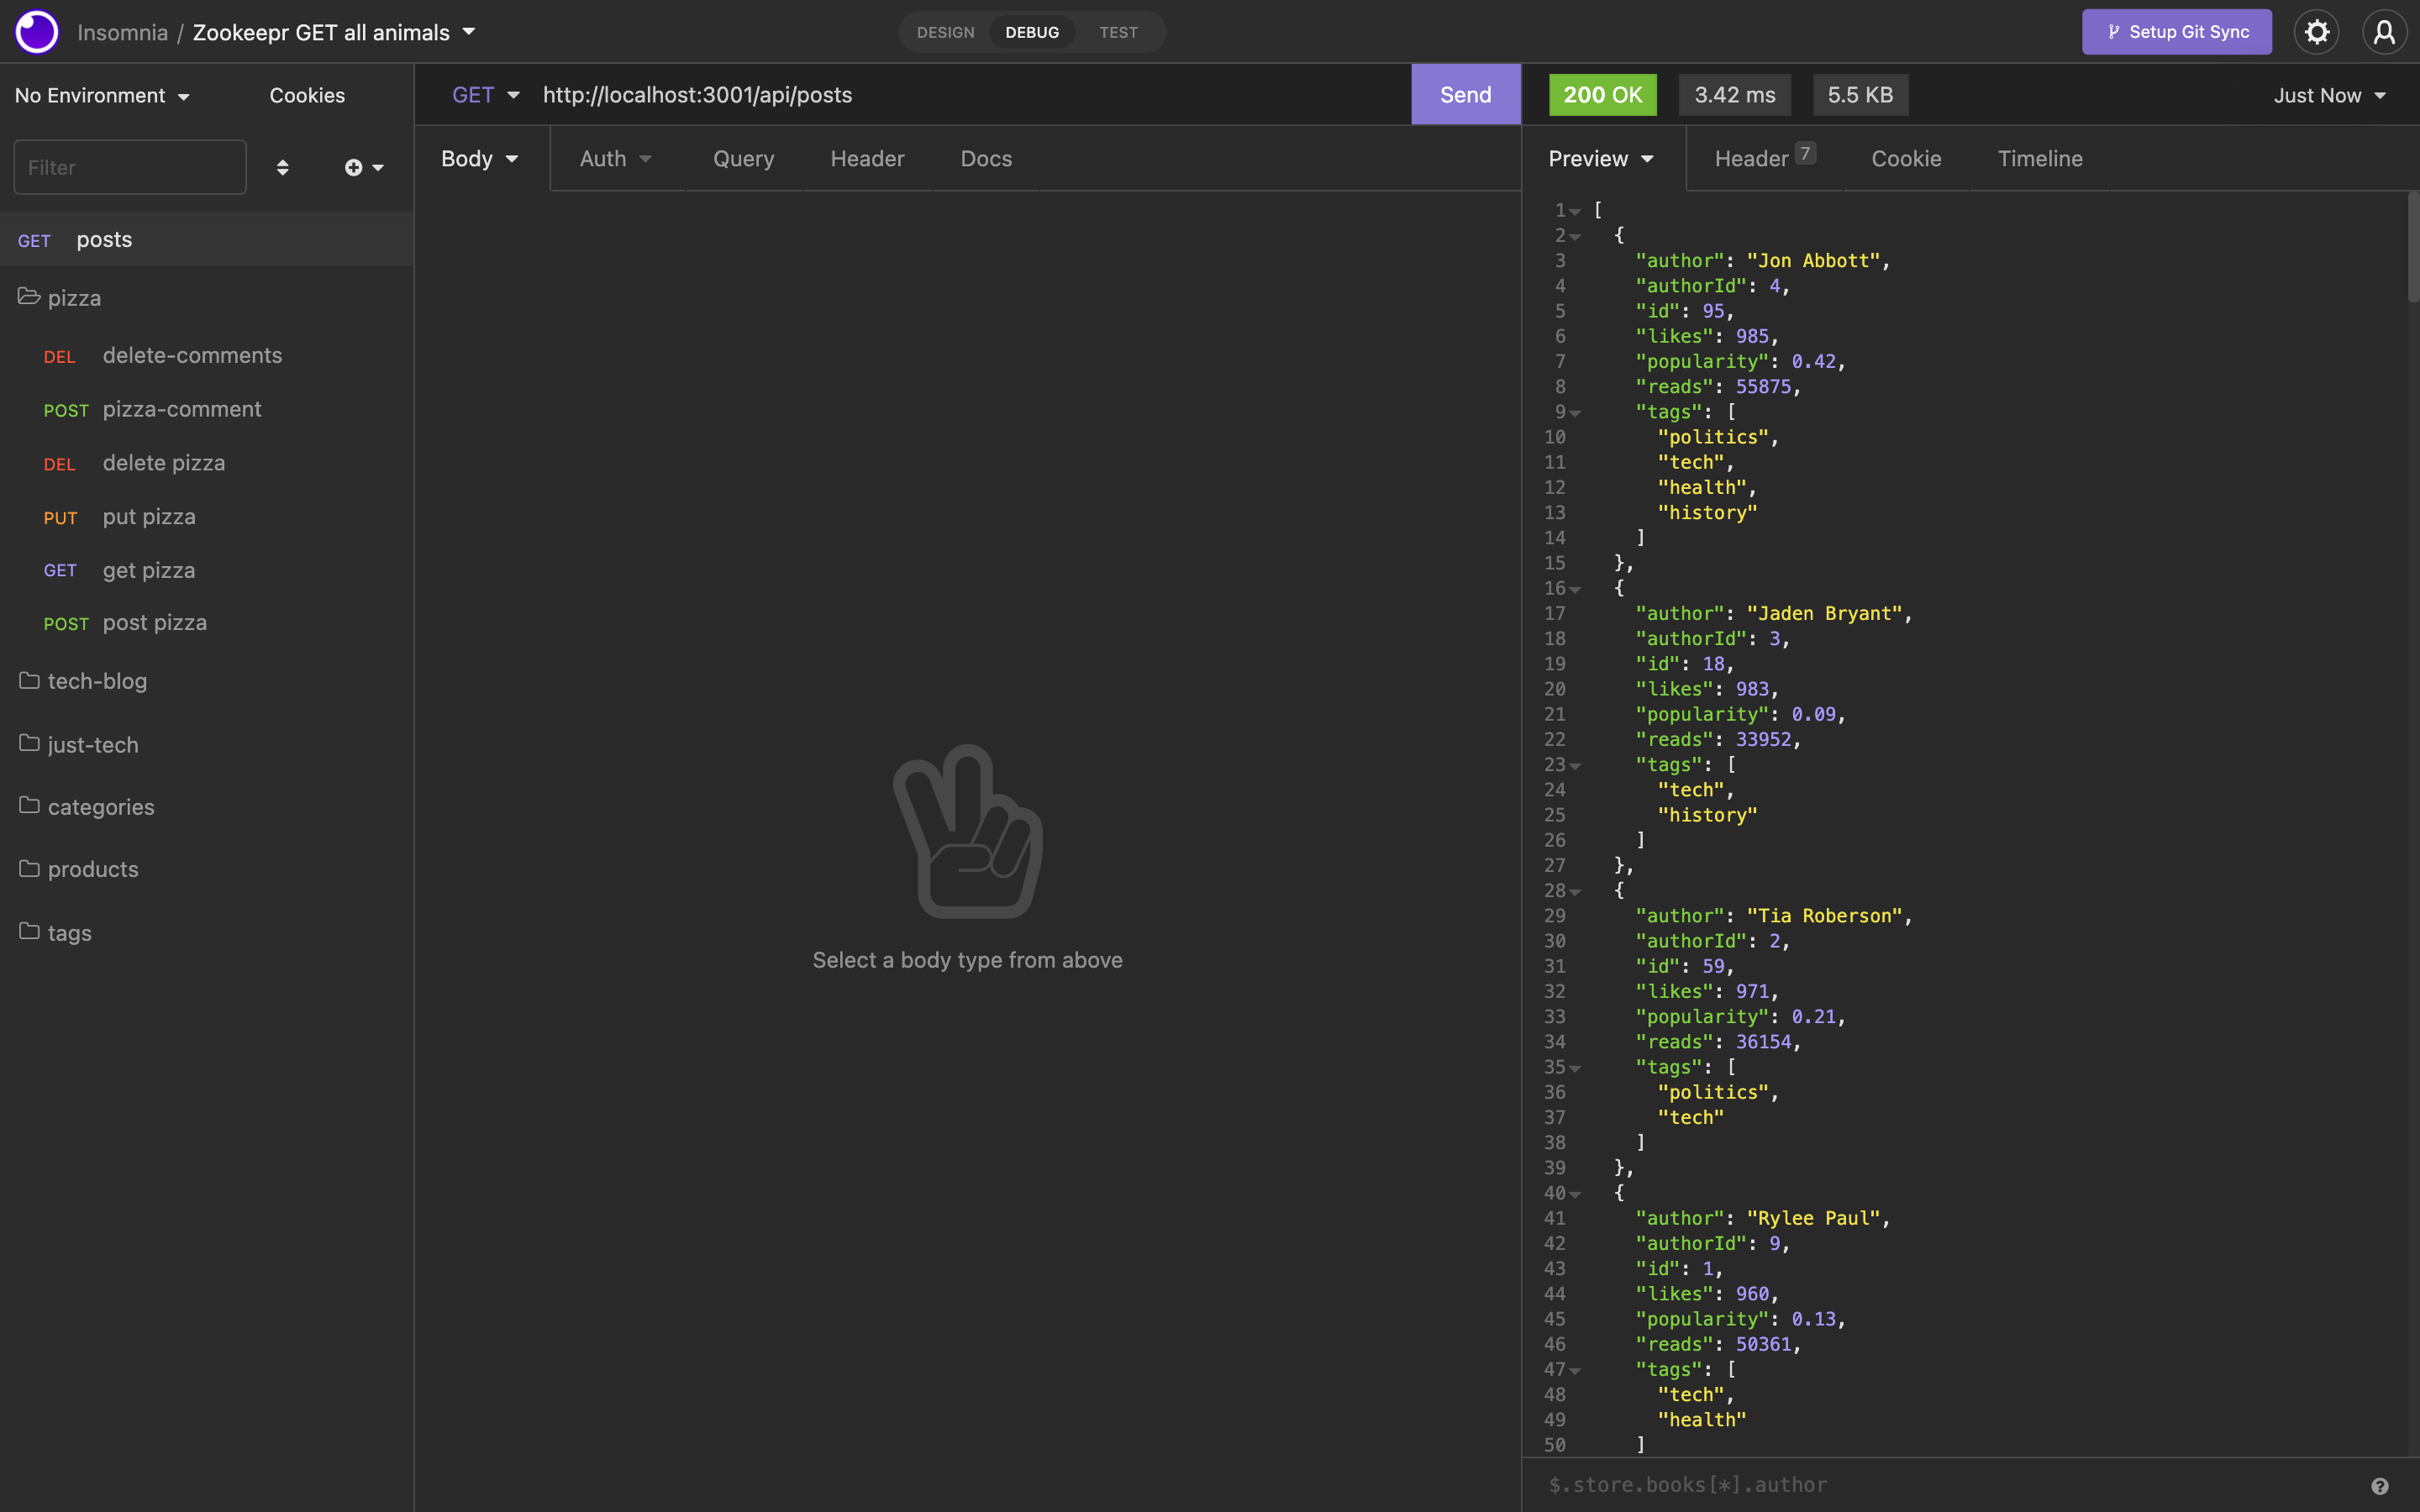 Insomnia / Zookeepr GET all animals
DESIGN DEBUG TEST
Setup Git Sync
No Environment Cookies
GET http://localhost:3001/api/posts Send
200 OK 3.42 ms 5.5 KB Just Now
Filter
Body Auth Query Header Docs
Preview Header 7 Cookie Timeline
GET posts
pizza
DEL delete-comments
POST pizza-comment
DEL delete pizza
PUT put pizza
GET get pizza
POST post pizza
tech-blog
just-tech
categories
products
tags
Select a body type from above
1 [
2 {
3 "author": "Jon Abbott",
4 "authorId": 4,
5 "id": 95,
6 "likes": 985,
7 "popularity": 0.42,
8 "reads": 55875,
9 "tags": [
10 "politics",
11 "tech",
12 "health",
13 "history"
14 ]
15 },
16 {
17 "author": "Jaden Bryant",
18 "authorId": 3,
19 "id": 18,
20 "likes": 983,
21 "popularity": 0.09,
22 "reads": 33952,
23 "tags": [
24 "tech",
25 "history"
26 ]
27 },
28 {
29 "author": "Tia Roberson",
30 "authorId": 2,
31 "id": 59,
32 "likes": 971,
33 "popularity": 0.21,
34 "reads": 36154,
35 "tags": [
36 "politics",
37 "tech"
38 ]
39 },
40 {
41 "author": "Rylee Paul",
42 "authorId": 9,
43 "id": 1,
44 "likes": 960,
45 "popularity": 0.13,
46 "reads": 50361,
47 "tags": [
48 "tech",
49 "health"
50 ]
$.store.books[*].author